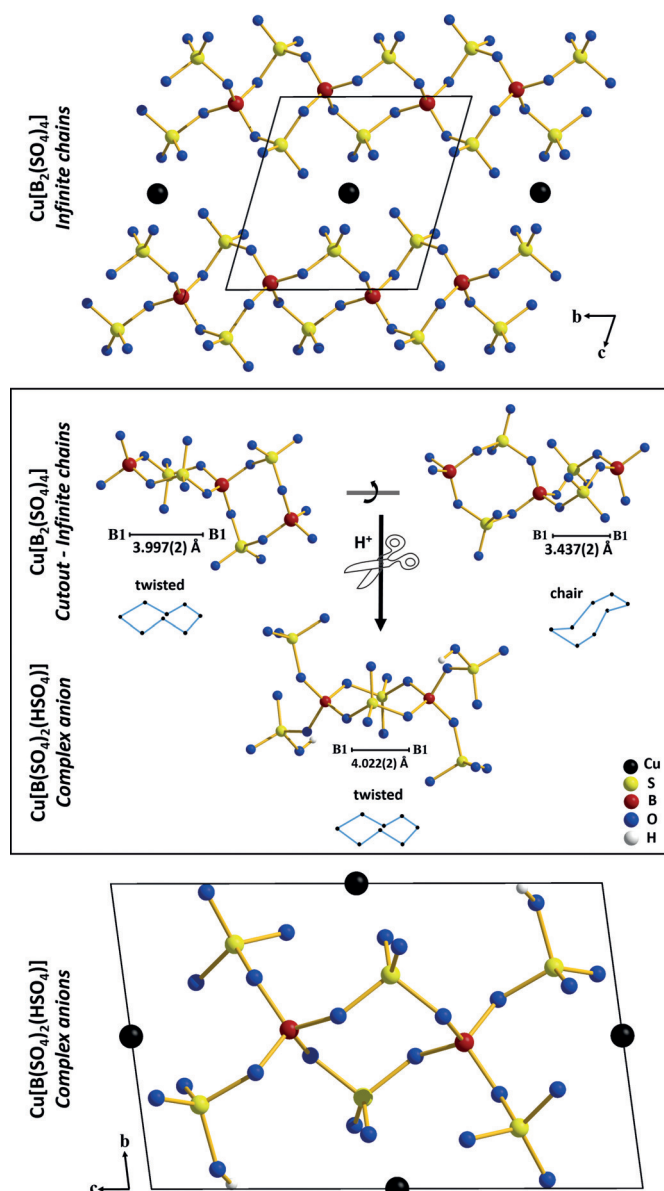 Cu[B₂(SO₄)₄]
Infinite chains
b
c
Cu[B₂(SO₄)₄]
Cutout - Infinite chains
B1 B1
3.997(2) Å
twisted
H⁺
B1 B1
3.437(2) Å
chair
Cu[B(SO₄)₂(HSO₄)]
Complex anion
B1 B1
4.022(2) Å
twisted
Cu
S
B
O
H
Cu[B(SO₄)₂(HSO₄)]
Complex anions
b
c